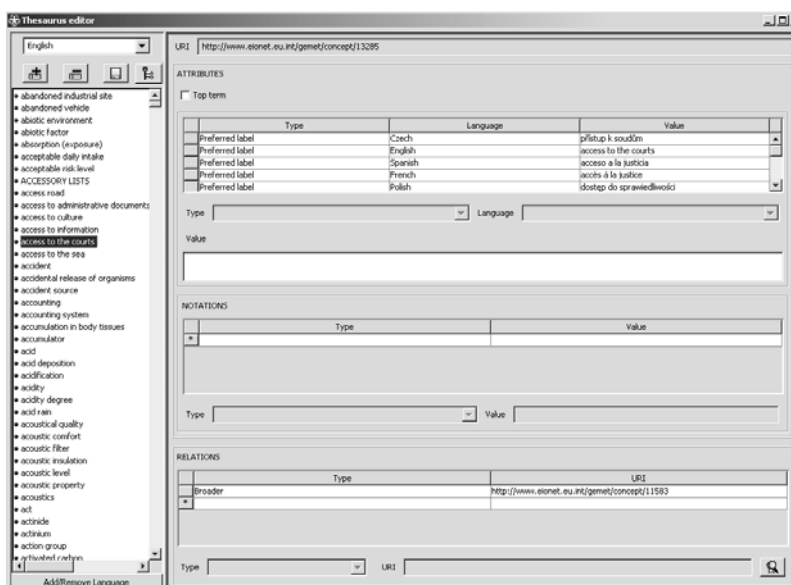 Thesaurus editor
English
abandoned industrial site
abandoned vehicle
abiotic environment
abiotic factor
absorption (exposure)
acceptable daily intake
acceptable risk level
ACCESSORY LISTS
access road
access to administrative documents
access to culture
access to information
access to the courts
access to the sea
accident
accidental release of organisms
accident source
accounting
accounting system
accumulation in body tissues
accumulator
acid
acid deposition
acidification
acidity
acidity degree
acid rain
acoustical quality
acoustic comfort
acoustic filter
acoustic insulation
acoustic level
acoustic property
acoustics
act
actinide
actinium
action group
activated carbon
Add/Remove Language
URI http://www.eionet.eu.int/gemet/concept/13285
ATTRIBUTES
Top term
Type Language Value
Preferred label Czech přístup k soudům
Preferred label English access to the courts
Preferred label Spanish acceso a la justicia
Preferred label French accès à la justice
Preferred label Polish dostęp do sprawiedliwości
Type Language
Value
NOTATIONS
Type Value
*
Type Value
RELATIONS
Type URI
Broader http://www.eionet.eu.int/gemet/concept/11583
*
Type URI